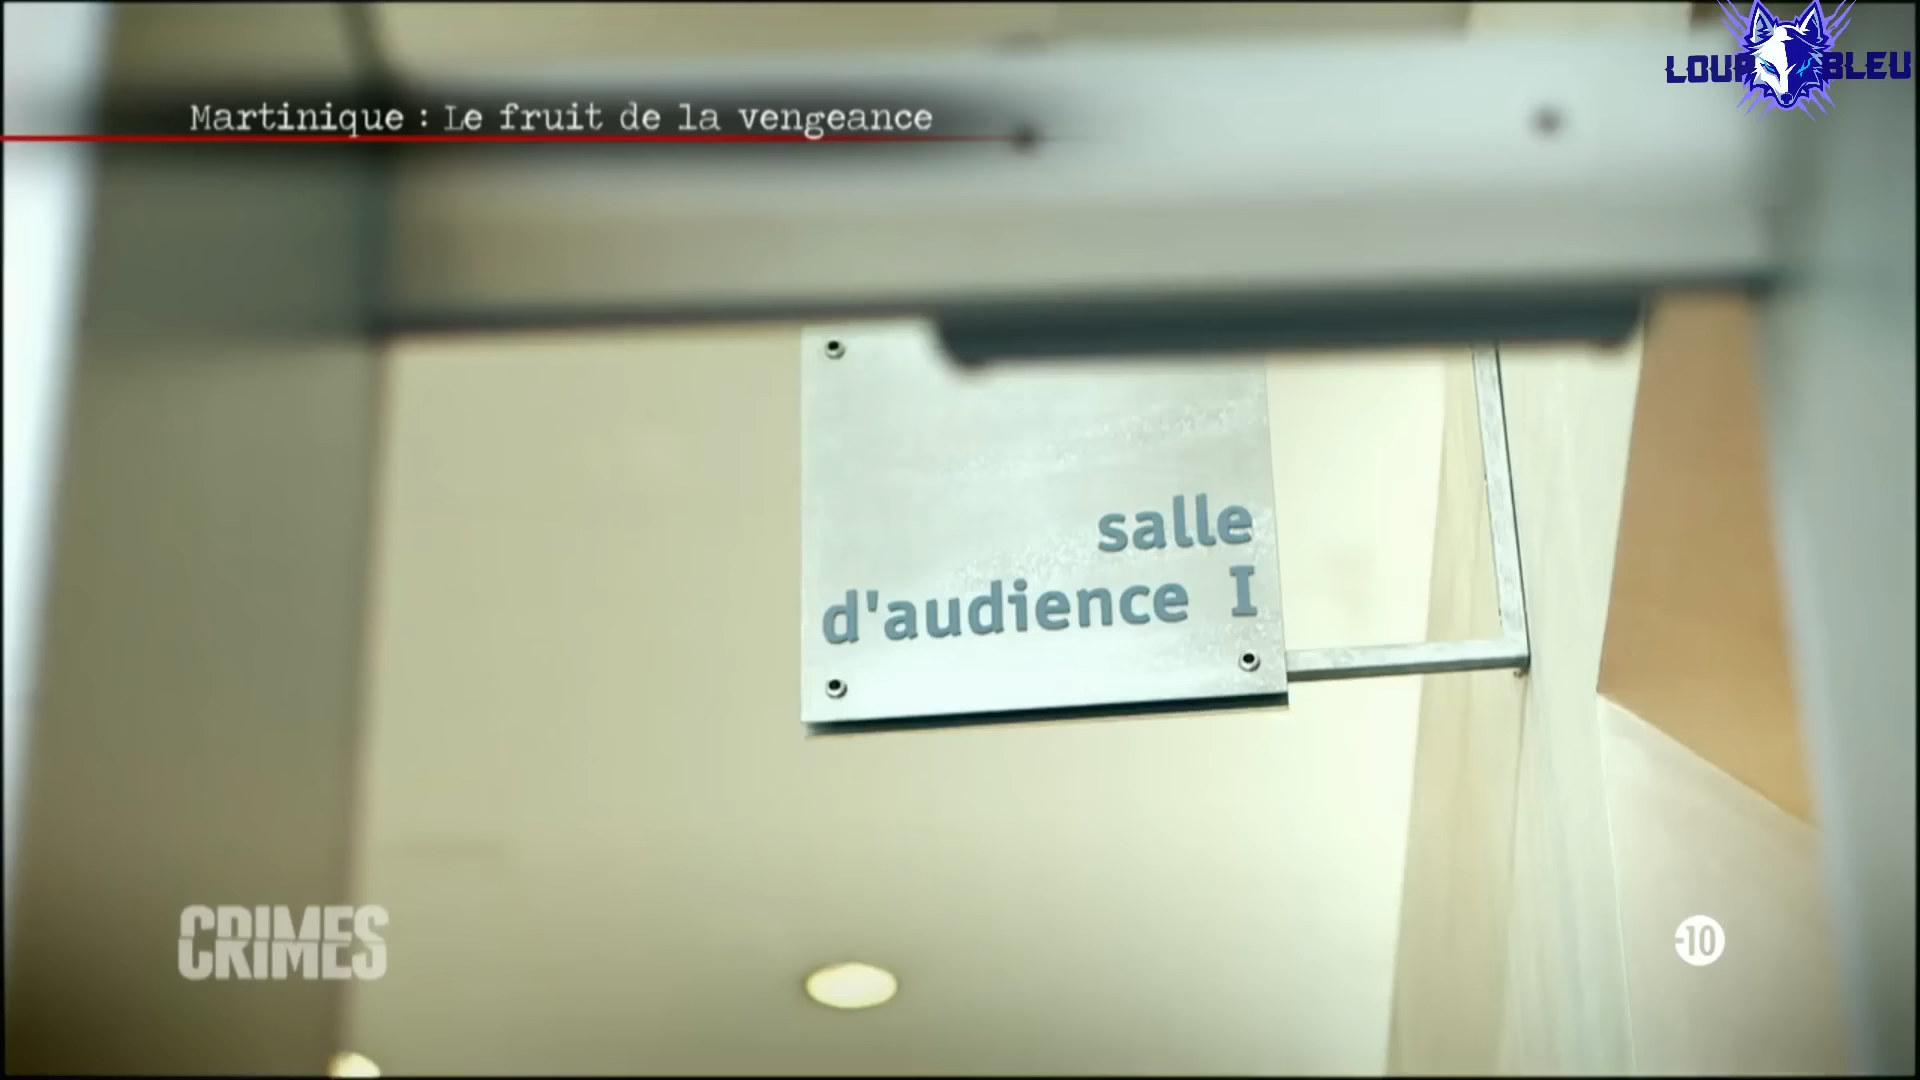 LOUP BLEU
Martinique : Le fruit de la vengeance
salle
d'audience I
CRIMES
-10